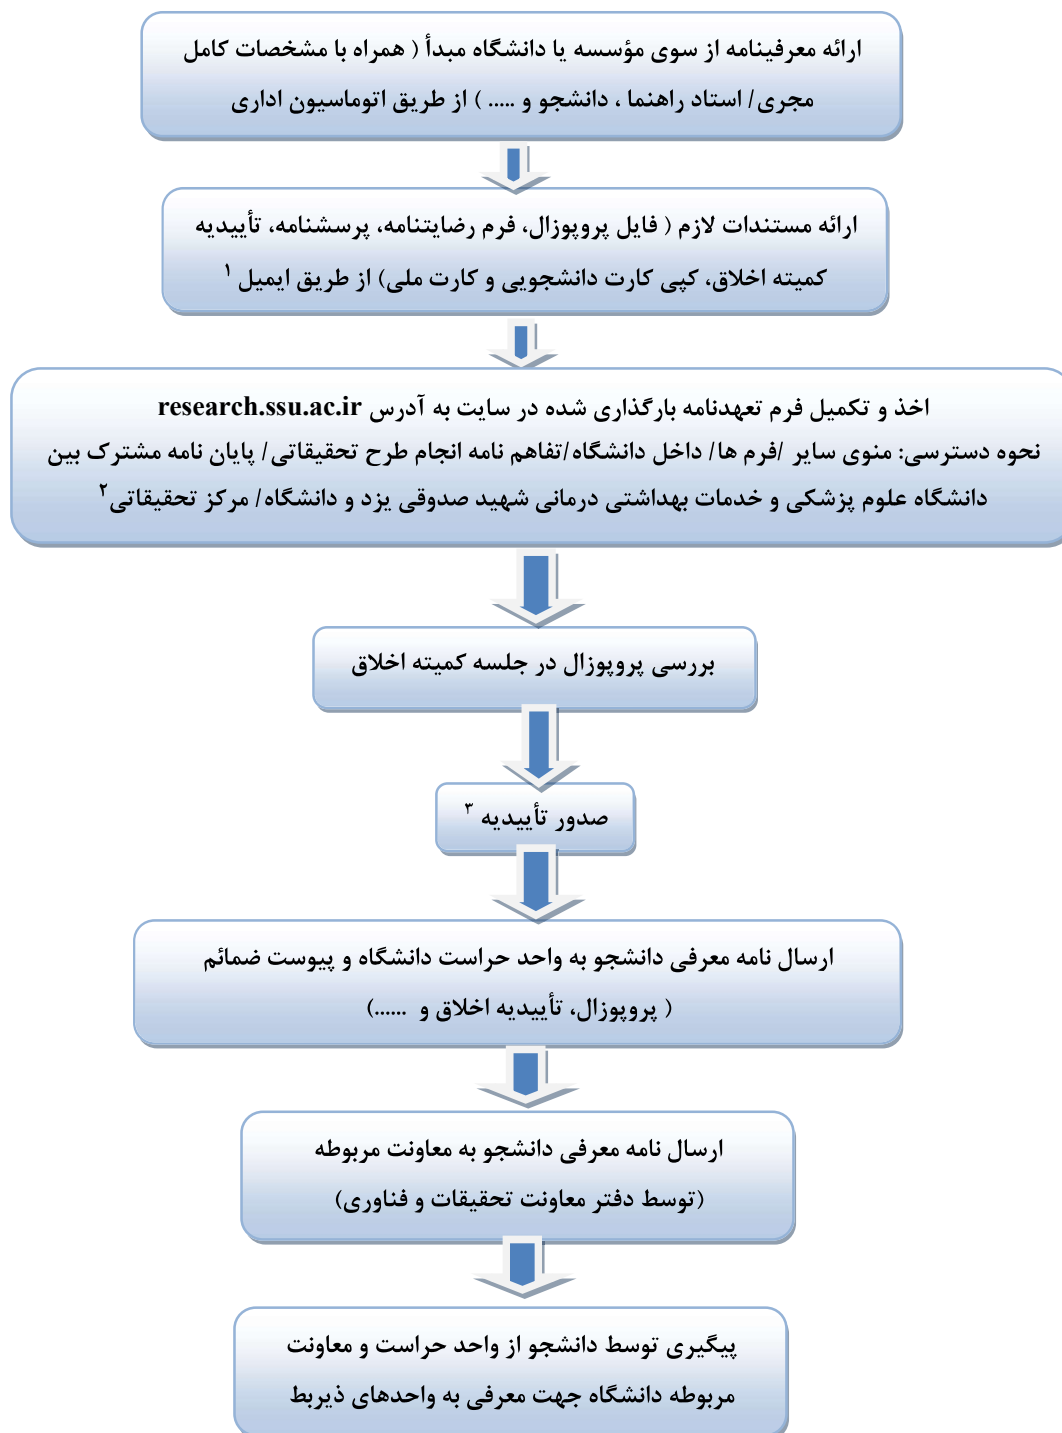 ارائه معرفینامه از سوی مؤسسه یا دانشگاه مبدأ ( همراه با مشخصات کامل
مجری/ استاد راهنما ، دانشجو و ..... ) از طریق اتوماسیون اداری
ارائه مستندات لازم ( فایل پروپوزال، فرم رضایتنامه، پرسشنامه، تأییدیه
کمیته اخلاق، کپی کارت دانشجویی و کارت ملی) از طریق ایمیل ۱
اخذ و تکمیل فرم تعهدنامه بارگذاری شده در سایت به آدرس research.ssu.ac.ir
نحوه دسترسی: منوی سایر /فرم ها/ داخل دانشگاه/تفاهم نامه انجام طرح تحقیقاتی/ پایان نامه مشترک بین
دانشگاه علوم پزشکی و خدمات بهداشتی درمانی شهید صدوقی یزد و دانشگاه/ مرکز تحقیقاتی۲
بررسی پروپوزال در جلسه کمیته اخلاق
صدور تأییدیه ۳
ارسال نامه معرفی دانشجو به واحد حراست دانشگاه و پیوست ضمائم
( پروپوزال، تأییدیه اخلاق و ......)
ارسال نامه معرفی دانشجو به معاونت مربوطه
(توسط دفتر معاونت تحقیقات و فناوری)
پیگیری توسط دانشجو از واحد حراست و معاونت
مربوطه دانشگاه جهت معرفی به واحدهای ذیربط